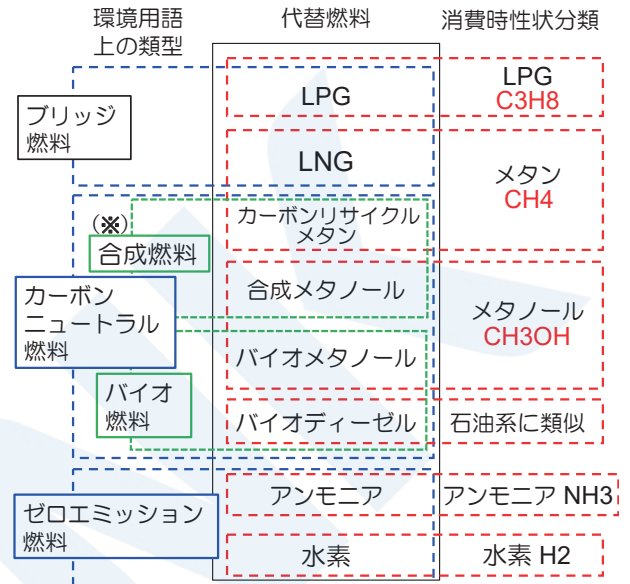 環境用語
上の類型
代替燃料
消費時性状分類
ブリッジ
燃料
LPG
LPG
C3H8
LNG
メタン
CH4
(※)
合成燃料
カーボンリサイクル
メタン
カーボン
ニュートラル
燃料
合成メタノール
メタノール
CH3OH
バイオメタノール
バイオ
燃料
バイオディーゼル
石油系に類似
ゼロエミッション
燃料
アンモニア
アンモニア NH3
水素
水素 H2